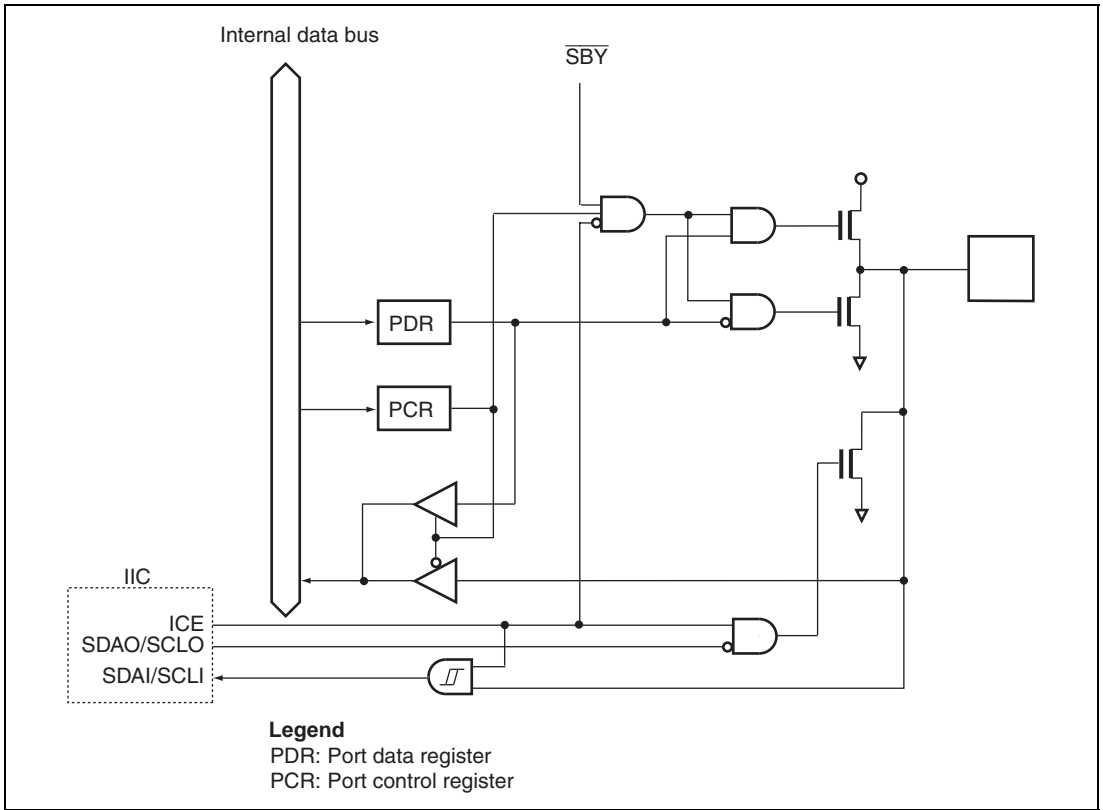 Internal data bus
SBY
PDR
PCR
IIC
ICE
SDAO/SCLO
SDAI/SCLI
Legend
PDR: Port data register
PCR: Port control register